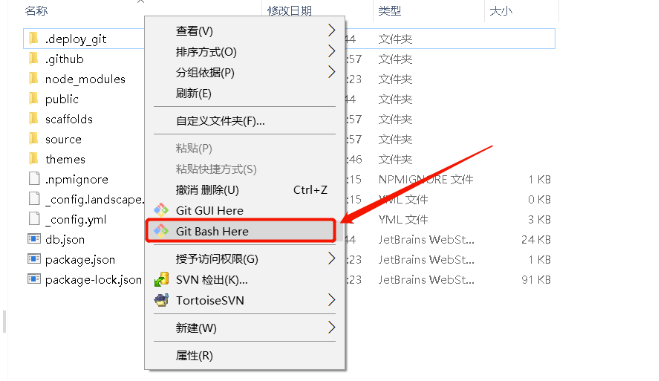 名称 修改日期 类型 大小
.deploy_git 44 文件夹
.github :57 文件夹
node_modules :23 文件夹
public 44 文件夹
scaffolds :57 文件夹
source :57 文件夹
themes :46 文件夹
.npmignore :15 NPMIGNORE 文件 1 KB
_config.landscape. :15 YML 文件 0 KB
_config.yml YML 文件 3 KB
db.json 44 JetBrains WebSt... 24 KB
package.json :23 JetBrains WebSt... 1 KB
package-lock.json :23 JetBrains WebSt... 91 KB
查看(V)
排序方式(O)
分组依据(P)
刷新(E)
自定义文件夹(F)...
粘贴(P)
粘贴快捷方式(S)
撤消 删除(U) Ctrl+Z
Git GUI Here
Git Bash Here
授予访问权限(G)
SVN 检出(K)...
TortoiseSVN
新建(W)
属性(R)